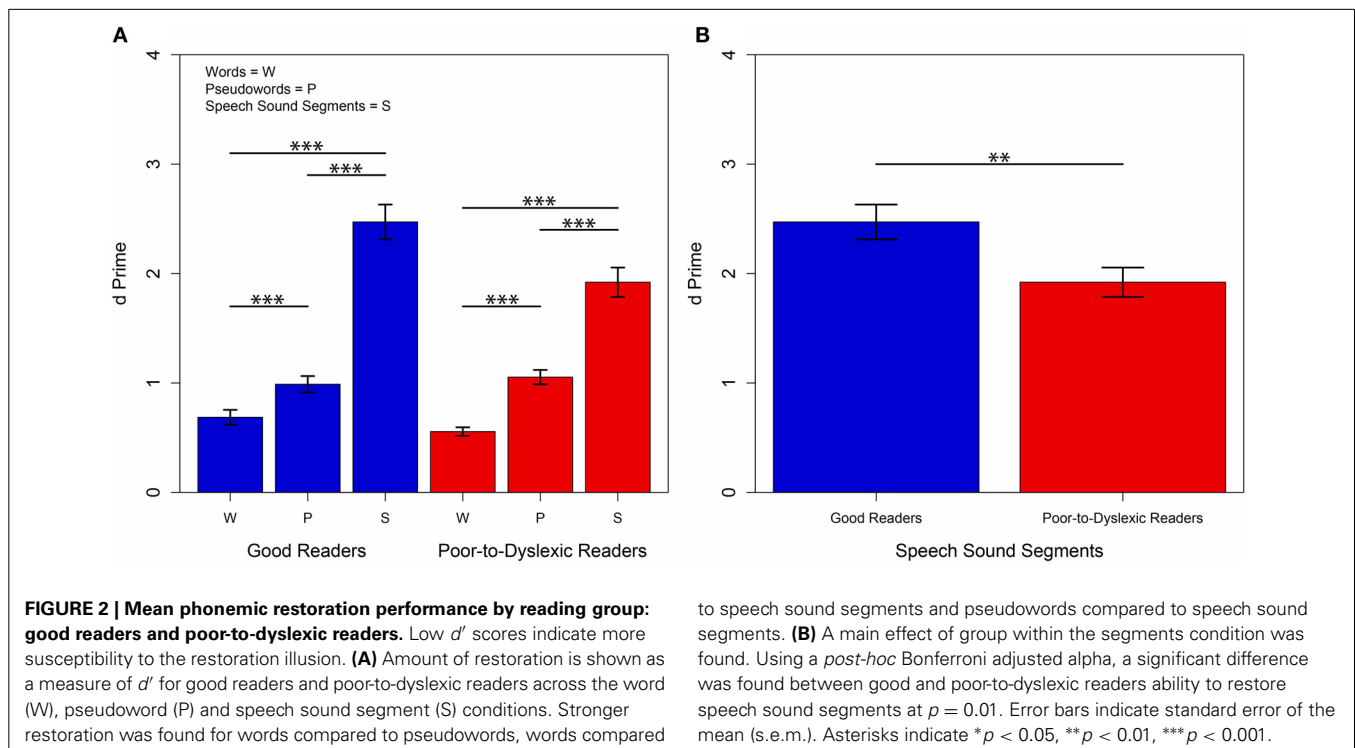 A
4
3
2
1
0
d Prime
Words = W
Pseudowords = P
Speech Sound Segments = S
***
***
***
***
***
***
W
P
S
W
P
S
Good Readers
Poor-to-Dyslexic Readers
B
4
3
2
1
0
d Prime
**
Good Readers
Poor-to-Dyslexic Readers
Speech Sound Segments
FIGURE 2 | Mean phonemic restoration performance by reading group:
good readers and poor-to-dyslexic readers. Low d′ scores indicate more
susceptibility to the restoration illusion. (A) Amount of restoration is shown as
a measure of d′ for good readers and poor-to-dyslexic readers across the word
(W), pseudoword (P) and speech sound segment (S) conditions. Stronger
restoration was found for words compared to pseudowords, words compared
to speech sound segments and pseudowords compared to speech sound
segments. (B) A main effect of group within the segments condition was
found. Using a post-hoc Bonferroni adjusted alpha, a significant difference
was found between good and poor-to-dyslexic readers ability to restore
speech sound segments at p = 0.01. Error bars indicate standard error of the
mean (s.e.m.). Asterisks indicate *p < 0.05, **p < 0.01, ***p < 0.001.